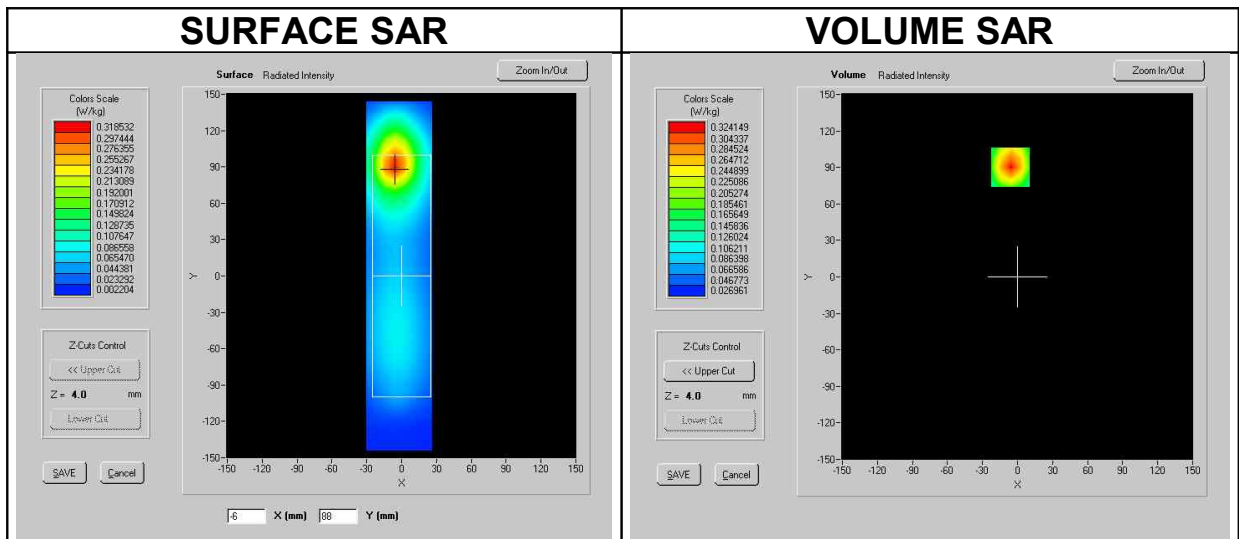 SURFACE SAR
VOLUME SAR
Surface Radiated Intensity
Zoom In/Out
Colors Scale
(W/kg)
0.318532
0.297444
0.276355
0.255267
0.234178
0.213089
0.192001
0.170912
0.149824
0.128735
0.107647
0.086558
0.065470
0.044381
0.023292
0.002204
Z-Cuts Control
<< Upper Cut
Z = 4.0 mm
Lower Cut
SAVE
Cancel
150
120
90
60
30
Y 0
-30
-60
-90
-120
-150
-150 -120 -90 -60 -30 0 30 60 90 120 150
X
-6 X (mm) 88 Y (mm)
Volume Radiated Intensity
Zoom In/Out
Colors Scale
(W/kg)
0.324149
0.304337
0.284524
0.264712
0.244899
0.225086
0.205274
0.185461
0.165649
0.145836
0.126024
0.106211
0.086398
0.066586
0.046773
0.026961
Z-Cuts Control
<< Upper Cut
Z = 4.0 mm
Lower Cut
SAVE
Cancel
150
120
90
60
30
Y 0
-30
-60
-90
-120
-150
-150 -120 -90 -60 -30 0 30 60 90 120 150
X